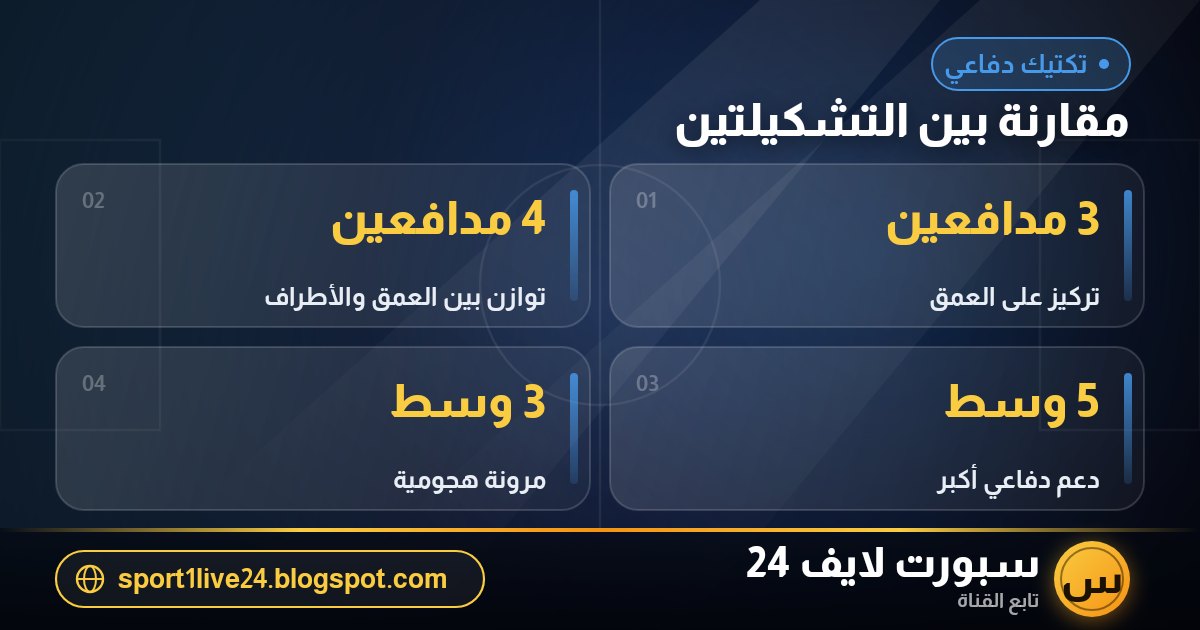 تكتيك دفاعي
مقارنة بين التشكيلتين
01
3 مدافعين
تركيز على العمق
02
4 مدافعين
توازن بين العمق والأطراف
03
5 وسط
دعم دفاعي أكبر
04
3 وسط
مرونة هجومية
س
سبورت لايف 24
تابع القناة
sport1live24.blogspot.com